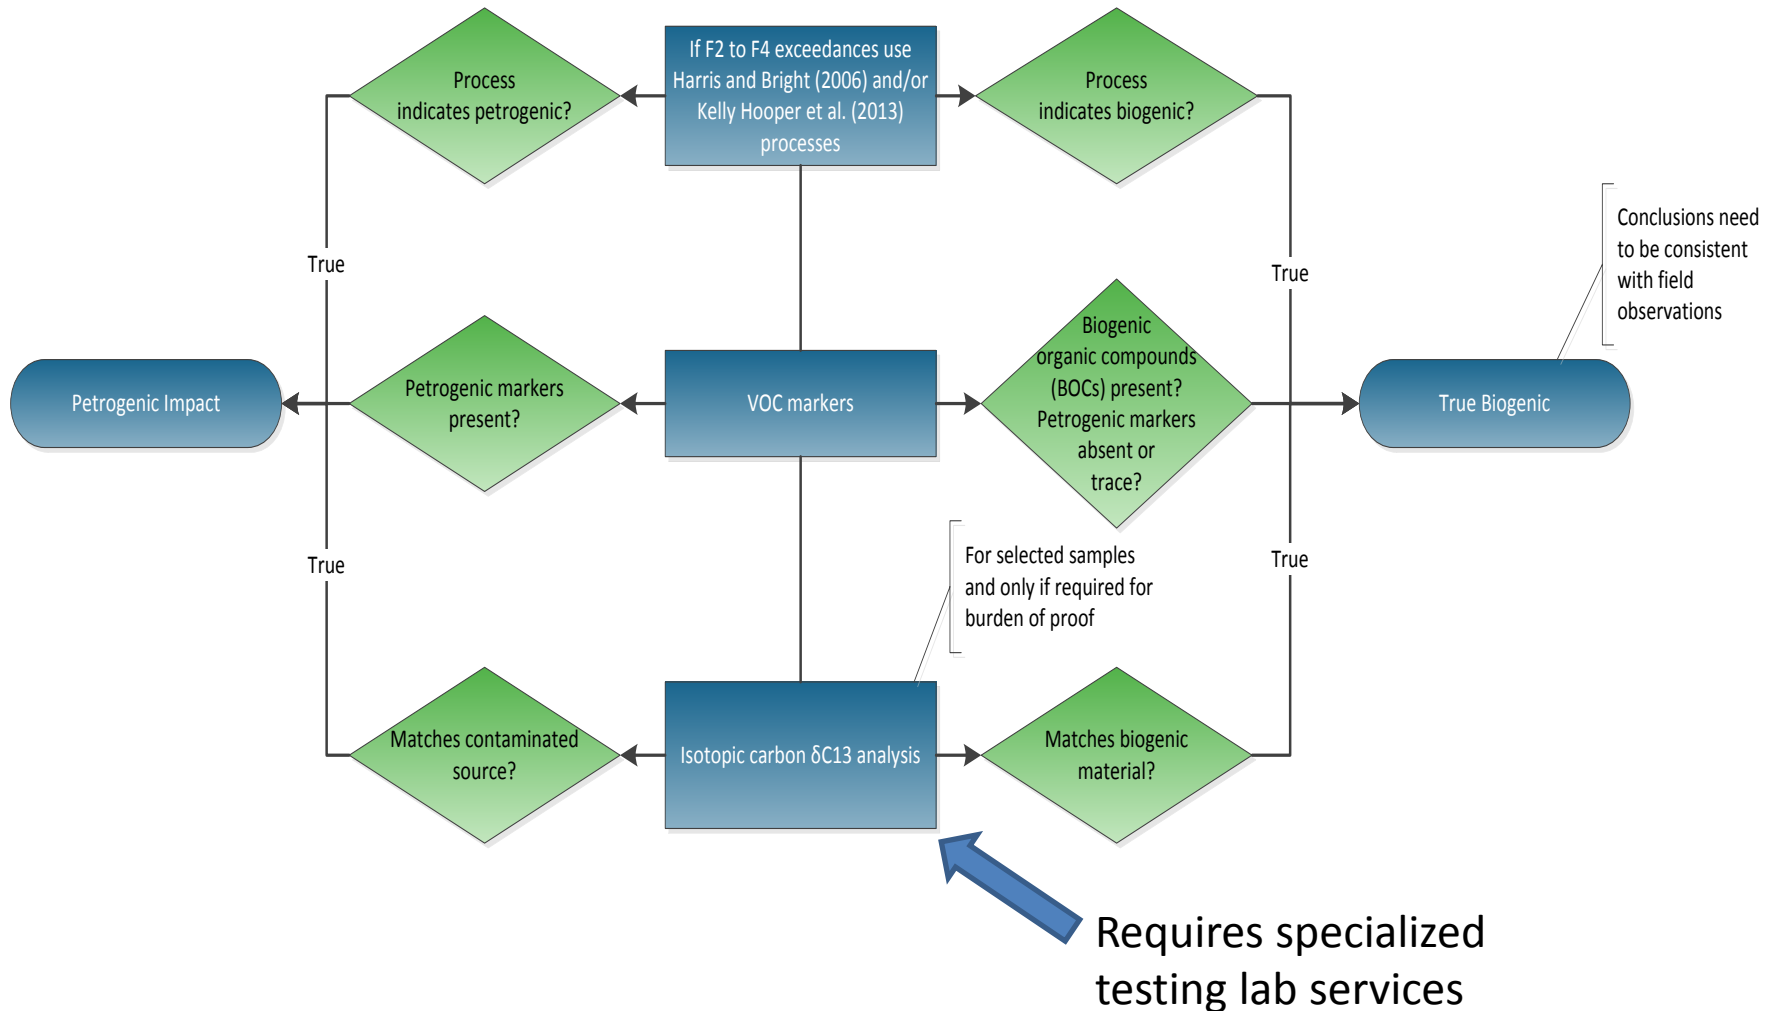 Process
indicates petrogenic?
If F2 to F4 exceedances use
Harris and Bright (2006) and/or
Kelly Hooper et al. (2013)
processes
Process
indicates biogenic?
Conclusions need
to be consistent
with field
observations
True
True
Petrogenic Impact
Petrogenic markers
present?
VOC markers
Biogenic
organic compounds
(BOCs) present?
Petrogenic markers
absent or
trace?
True Biogenic
True
For selected samples
and only if required for
burden of proof
True
Matches contaminated
source?
Isotopic carbon δC13 analysis
Matches biogenic
material?
Requires specialized
testing lab services